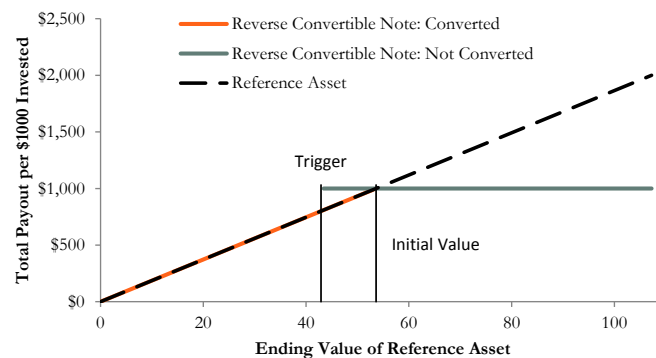 $2,500
Reverse Convertible Note: Converted
Reverse Convertible Note: Not Converted
$2,000
Reference Asset
$1,500
Trigger
$1,000
Initial Value
$500
$0
0 20 40 60 80 100
Total Payout per $1000 Invested
Ending Value of Reference Asset